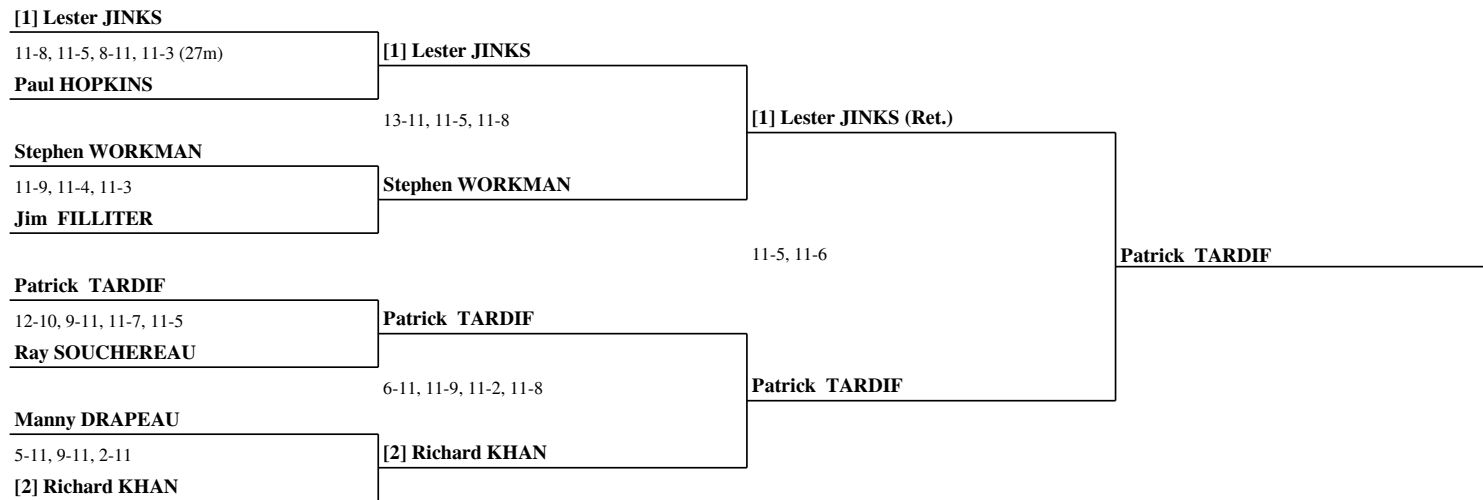 [1] Lester JINKS
11-8, 11-5, 8-11, 11-3 (27m)
[1] Lester JINKS
Paul HOPKINS
13-11, 11-5, 11-8
[1] Lester JINKS (Ret.)
Stephen WORKMAN
11-9, 11-4, 11-3
Stephen WORKMAN
Jim FILLITER
11-5, 11-6
Patrick TARDIF
Patrick TARDIF
12-10, 9-11, 11-7, 11-5
Patrick TARDIF
Ray SOUCHEREAU
6-11, 11-9, 11-2, 11-8
Patrick TARDIF
Manny DRAPEAU
5-11, 9-11, 2-11
[2] Richard KHAN
[2] Richard KHAN